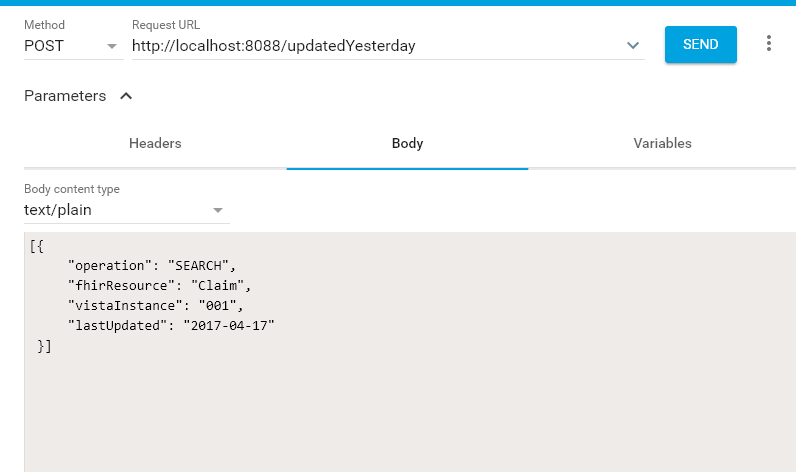 Method
Request URL
POST
http://localhost:8088/updatedYesterday
SEND
Parameters
Headers
Body
Variables
Body content type
text/plain
[{
"operation": "SEARCH",
"fhirResource": "Claim",
"vistaInstance": "001",
"lastUpdated": "2017-04-17"
}]